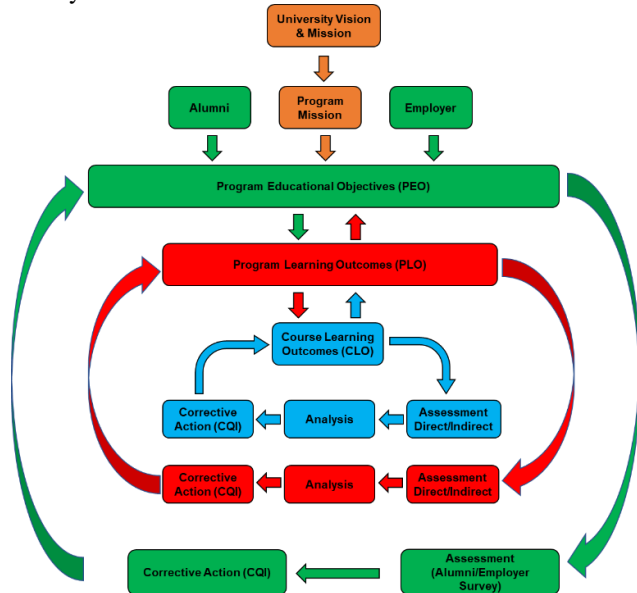 University Vision
& Mission
Alumni
Program
Mission
Employer
Program Educational Objectives (PEO)
Program Learning Outcomes (PLO)
Course Learning
Outcomes (CLO)
Corrective
Action (CQI)
Analysis
Assessment
Direct/Indirect
Corrective
Action (CQI)
Analysis
Assessment
Direct/Indirect
Corrective Action (CQI)
Assessment
(Alumni/Employer
Survey)